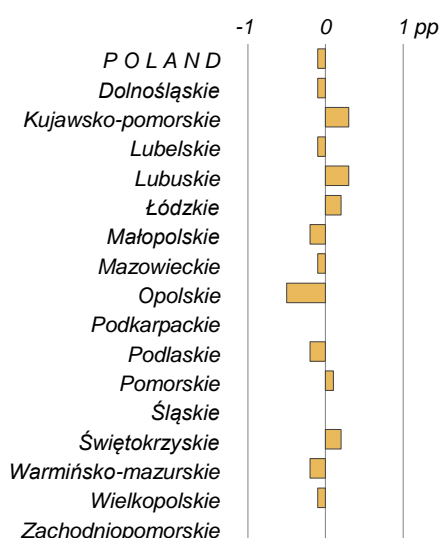 -1 0 1 pp
P O L A N D
Dolnośląskie
Kujawsko-pomorskie
Lubelskie
Lubuskie
Łódzkie
Małopolskie
Mazowieckie
Opolskie
Podkarpackie
Podlaskie
Pomorskie
Śląskie
Świętokrzyskie
Warmińsko-mazurskie
Wielkopolskie
Zachodniopomorskie